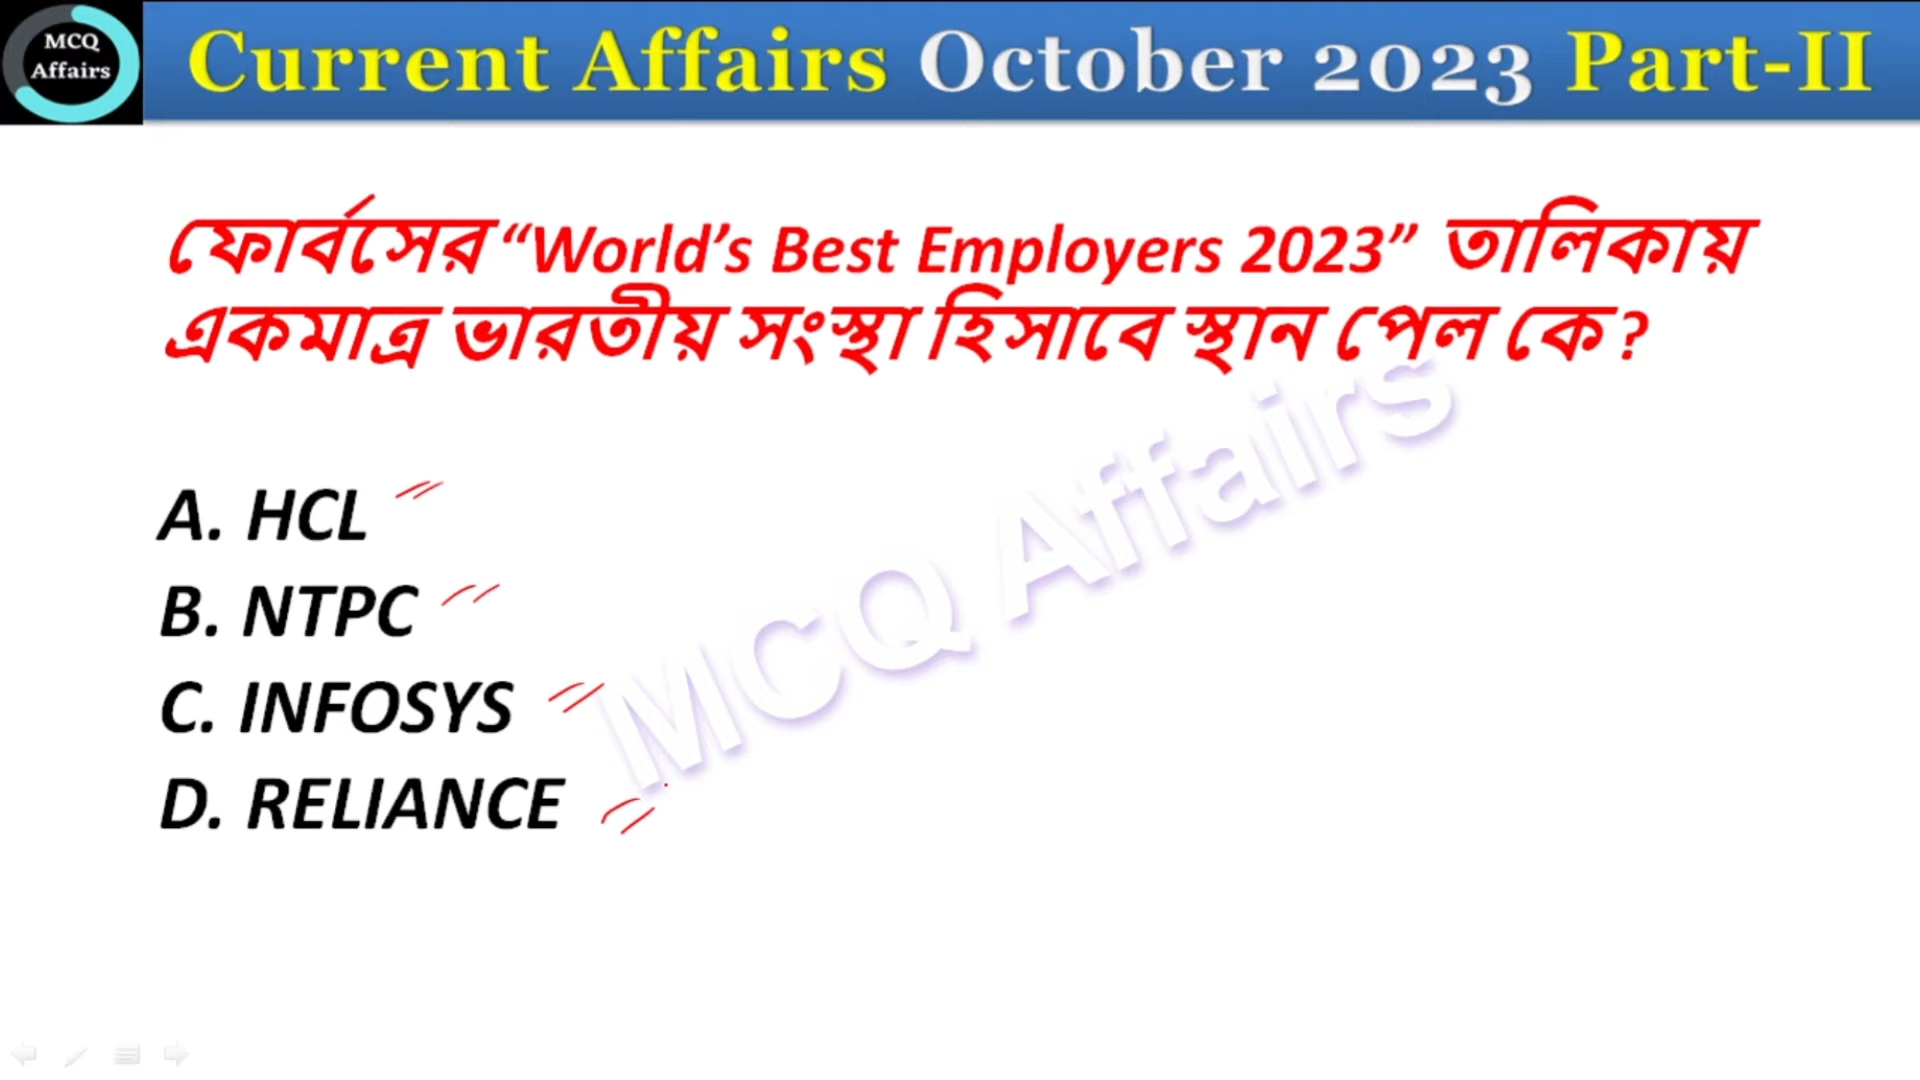 MCQ
Affairs
Current Affairs October 2023 Part-II
ফোর্বসের “World’s Best Employers 2023” তালিকায়
একমাত্র ভারতীয় সংস্থা হিসাবে স্থান পেল কে?
A. HCL
B. NTPC
C. INFOSYS
D. RELIANCE
MCQ Affairs